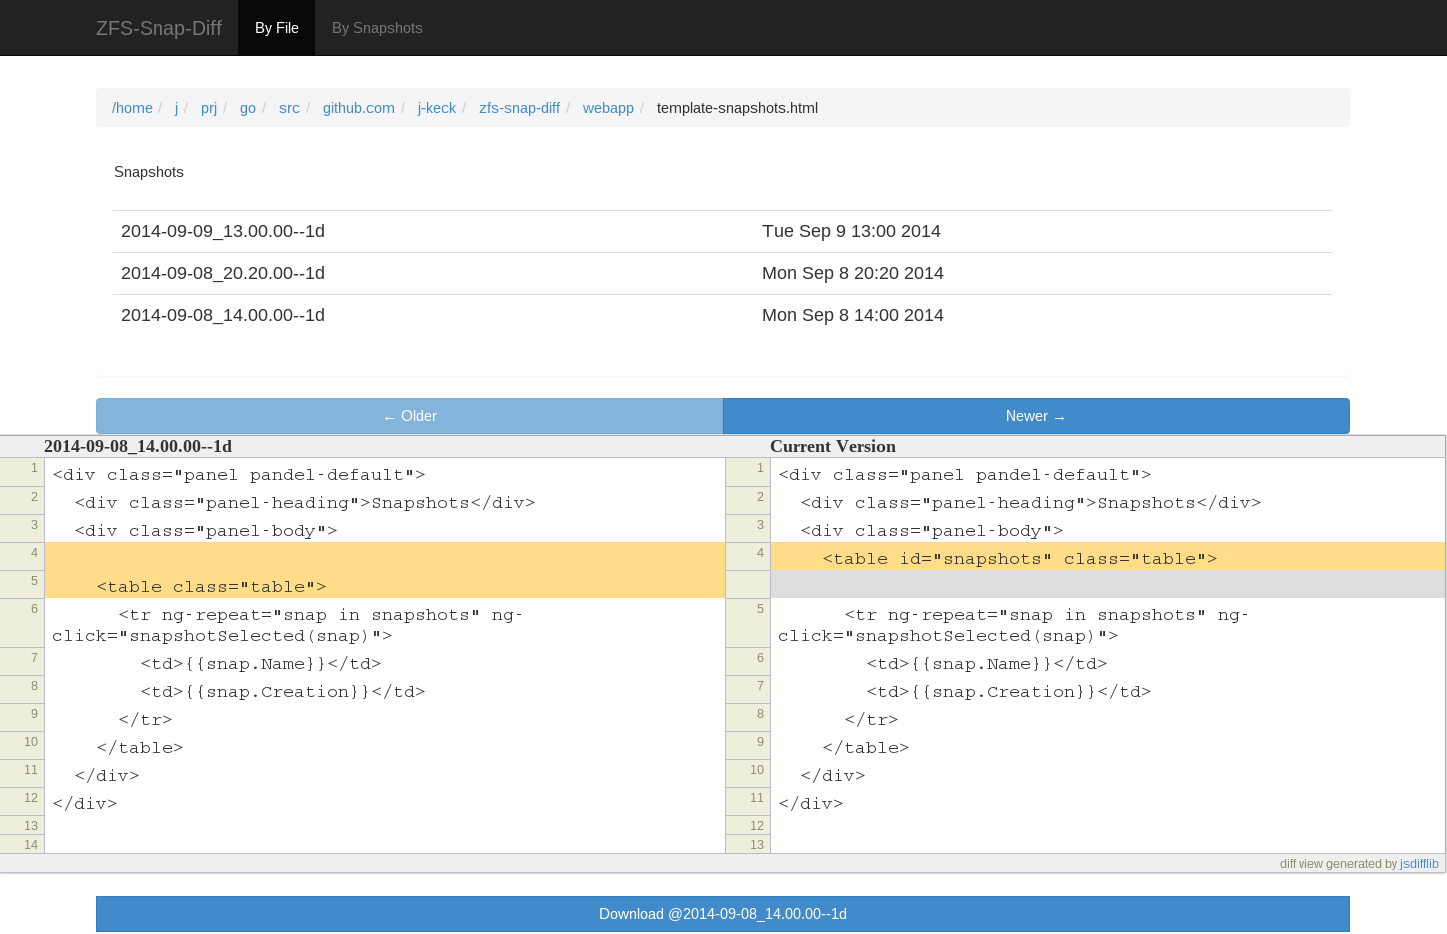 ZFS-Snap-Diff By File By Snapshots
/home / j / prj / go / src / github.com / j-keck / zfs-snap-diff / webapp / template-snapshots.html
Snapshots
2014-09-09_13.00.00--1d Tue Sep 9 13:00 2014
2014-09-08_20.20.00--1d Mon Sep 8 20:20 2014
2014-09-08_14.00.00--1d Mon Sep 8 14:00 2014
← Older Newer →
2014-09-08_14.00.00--1d Current Version
1 <div class="panel pandel-default"> 1 <div class="panel pandel-default">
2 <div class="panel-heading">Snapshots</div> 2 <div class="panel-heading">Snapshots</div>
3 <div class="panel-body"> 3 <div class="panel-body">
4 4 <table id="snapshots" class="table">
5 <table class="table">
6 <tr ng-repeat="snap in snapshots" ng- 5 <tr ng-repeat="snap in snapshots" ng-
click="snapshotSelected(snap)"> click="snapshotSelected(snap)">
7 <td>{{snap.Name}}</td> 6 <td>{{snap.Name}}</td>
8 <td>{{snap.Creation}}</td> 7 <td>{{snap.Creation}}</td>
9 </tr> 8 </tr>
10 </table> 9 </table>
11 </div> 10 </div>
12 </div> 11 </div>
13 12
14 13
diff view generated by jsdifflib
Download @2014-09-08_14.00.00--1d